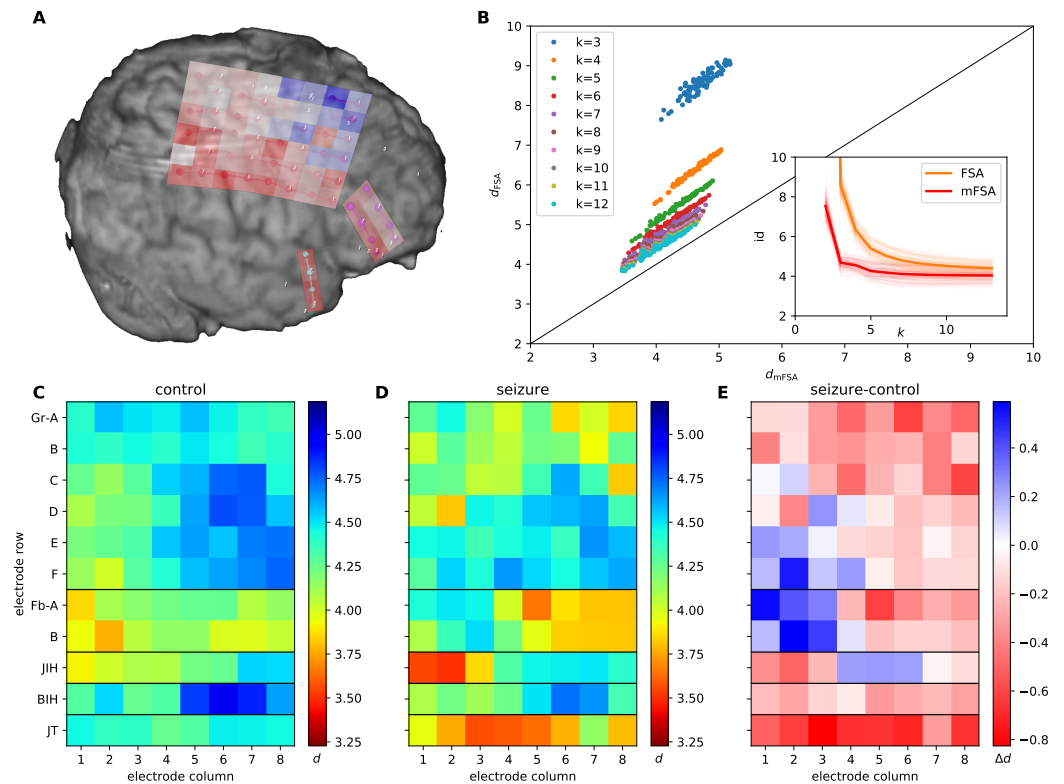 A
B
10
9
8
7
6
5
4
3
2
d_FSA
k=3
k=4
k=5
k=6
k=7
k=8
k=9
k=10
k=11
k=12
10
8
6
4
2
id
FSA
mFSA
0 5 10
k
2 3 4 5 6 7 8 9 10
d_mFSA
C control
Gr-A
B
C
D
E
F
Fb-A
B
JIH
BIH
JT
electrode row
1 2 3 4 5 6 7 8
electrode column
5.00
4.75
4.50
4.25
4.00
3.75
3.50
3.25
d
D seizure
1 2 3 4 5 6 7 8
electrode column
5.00
4.75
4.50
4.25
4.00
3.75
3.50
3.25
d
E seizure-control
1 2 3 4 5 6 7 8
electrode column
0.4
0.2
0.0
−0.2
−0.4
−0.6
−0.8
Δd